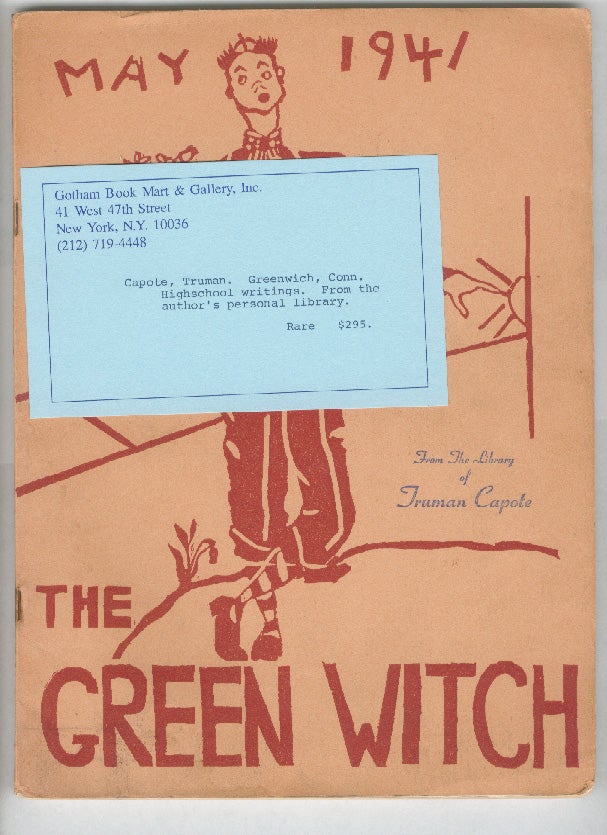 MAY 1941
Gotham Book Mart & Gallery, Inc.
41 West 47th Street
New York, N.Y. 10036
(212) 719-4448
Capote, Truman. Greenwich, Conn.
Highschool writings. From the
author's personal library.
Rare $295.
From The Library
of
Truman Capote
THE
GREEN WITCH